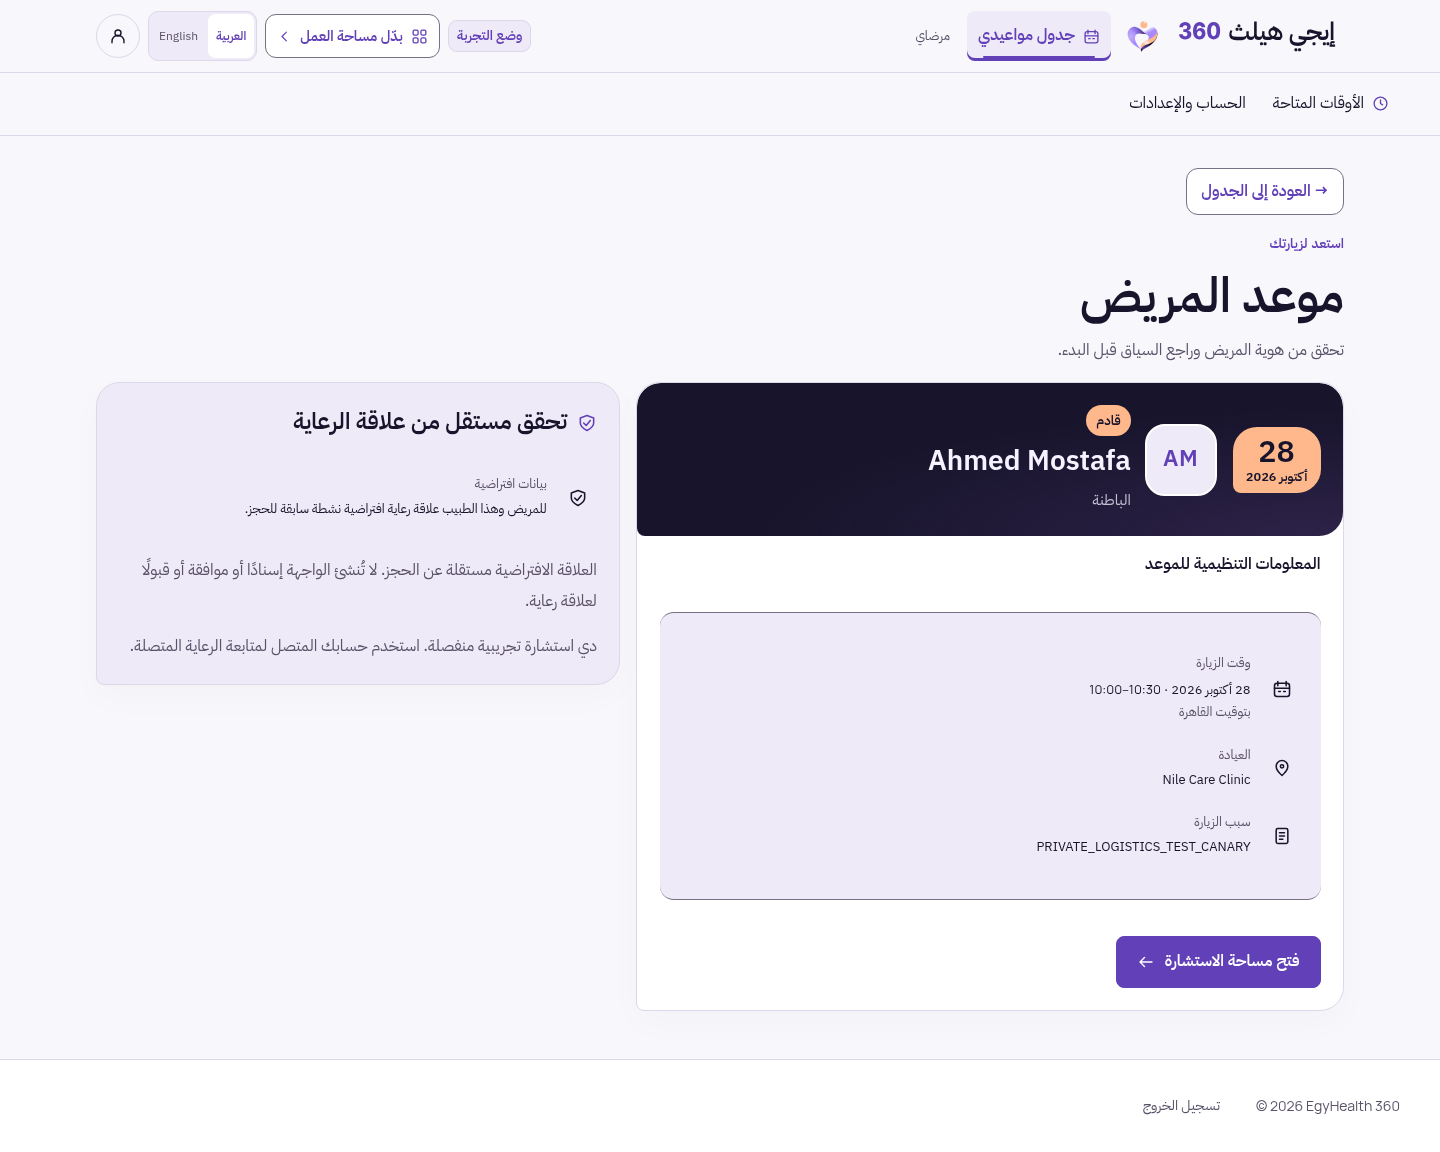 إيجي هيلث 360
جدول مواعيدي
مرضاي
وضع التجربة
بدّل مساحة العمل
العربية
English
الأوقات المتاحة
الحساب والإعدادات
→ العودة إلى الجدول
استعد لزيارتك
موعد المريض
تحقق من هوية المريض وراجع السياق قبل البدء.
28
أكتوبر 2026
AM
قادم
Ahmed Mostafa
الباطنة
المعلومات التنظيمية للموعد
وقت الزيارة
28 أكتوبر 2026 · 10:00–10:30
بتوقيت القاهرة
العيادة
Nile Care Clinic
سبب الزيارة
PRIVATE_LOGISTICS_TEST_CANARY
فتح مساحة الاستشارة ←
تحقق مستقل من علاقة الرعاية
بيانات افتراضية
للمريض وهذا الطبيب علاقة رعاية افتراضية نشطة سابقة للحجز.
العلاقة الافتراضية مستقلة عن الحجز. لا تُنشئ الواجهة إسنادًا أو موافقة أو قبولًا
لعلاقة رعاية.
دي استشارة تجريبية منفصلة. استخدم حسابك المتصل لمتابعة الرعاية المتصلة.
© 2026 EgyHealth 360
تسجيل الخروج